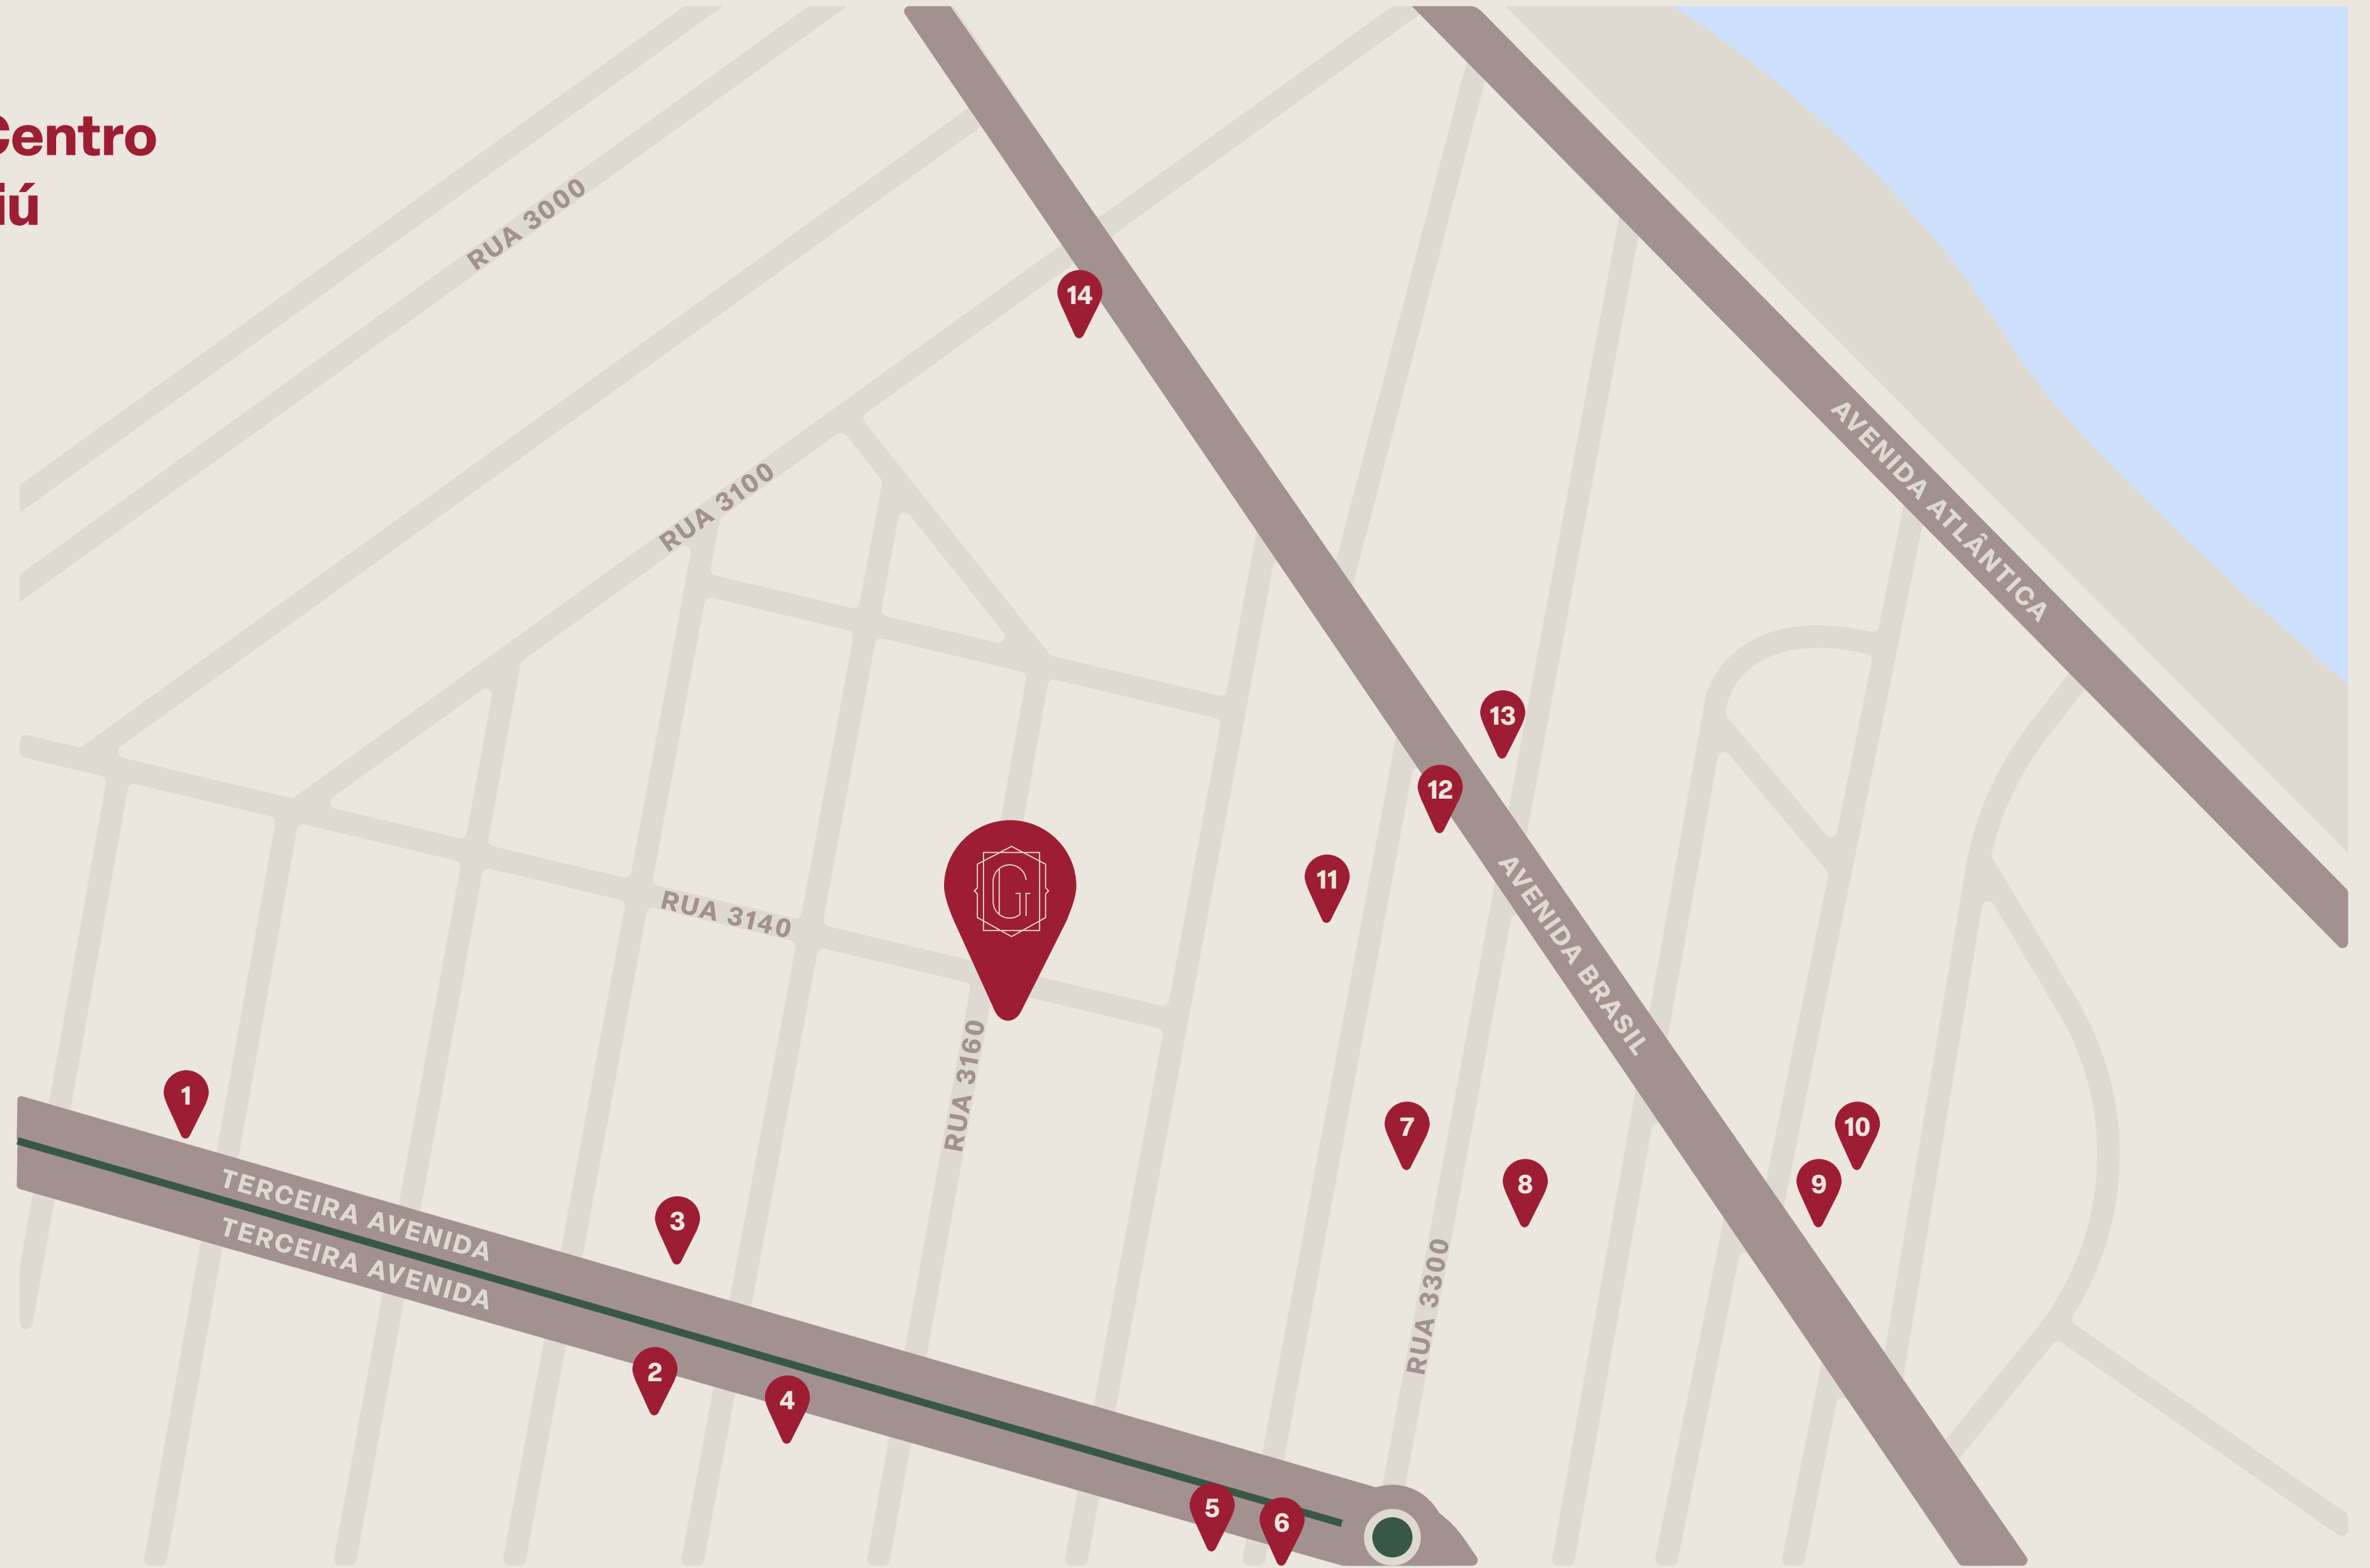 Centro
iú
RUA 3000
14
RUA 3100
AVENIDA ATLÂNTICA
13
12
11
G
RUA 3140
AVENIDA BRASIL
RUA 3160
1
7
10
8
9
3
TERCEIRA AVENIDA
TERCEIRA AVENIDA
RUA 3300
2
4
5
6